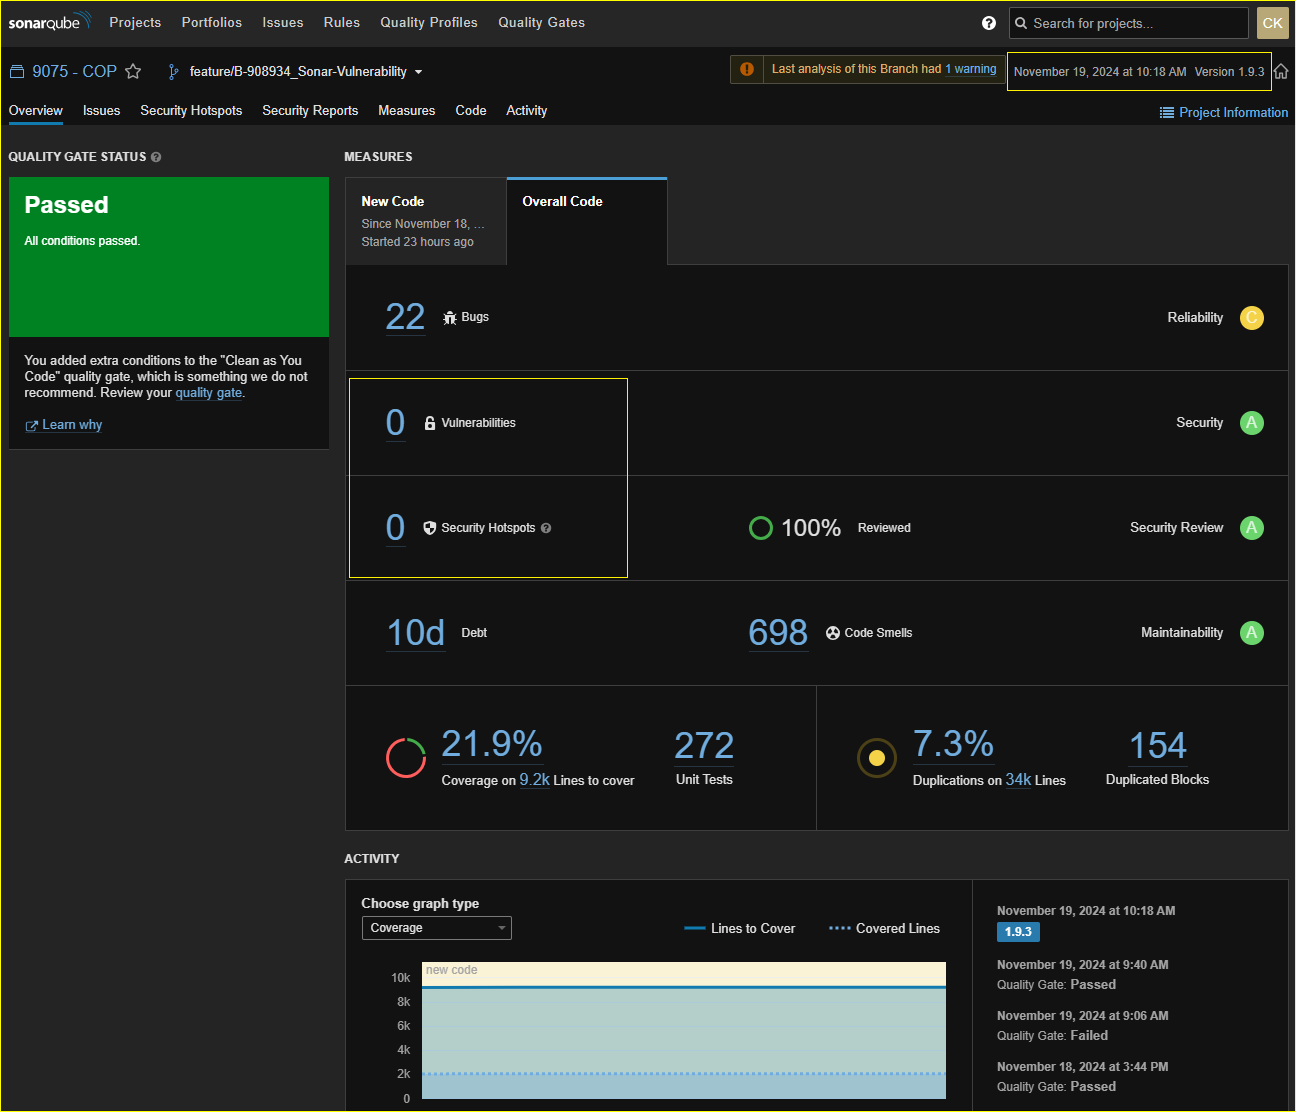 sonarqube Projects Portfolios Issues Rules Quality Profiles Quality Gates ? Search for projects... CK
9075 - COP feature/B-908934_Sonar-Vulnerability Last analysis of this Branch had 1 warning November 19, 2024 at 10:18 AM Version 1.9.3
Overview Issues Security Hotspots Security Reports Measures Code Activity Project Information
QUALITY GATE STATUS ?
Passed
All conditions passed.
You added extra conditions to the "Clean as You
Code" quality gate, which is something we do not
recommend. Review your quality gate.
Learn why
MEASURES
New Code
Since November 18, ...
Started 23 hours ago
Overall Code
22 Bugs Reliability C
0 Vulnerabilities Security A
0 Security Hotspots ? 100% Reviewed Security Review A
10d Debt 698 Code Smells Maintainability A
21.9%
Coverage on 9.2k Lines to cover
272
Unit Tests
7.3%
Duplications on 34k Lines
154
Duplicated Blocks
ACTIVITY
Choose graph type
Coverage
Lines to Cover Covered Lines
new code
10k
8k
6k
4k
2k
0
November 19, 2024 at 10:18 AM
1.9.3
November 19, 2024 at 9:40 AM
Quality Gate: Passed
November 19, 2024 at 9:06 AM
Quality Gate: Failed
November 18, 2024 at 3:44 PM
Quality Gate: Passed